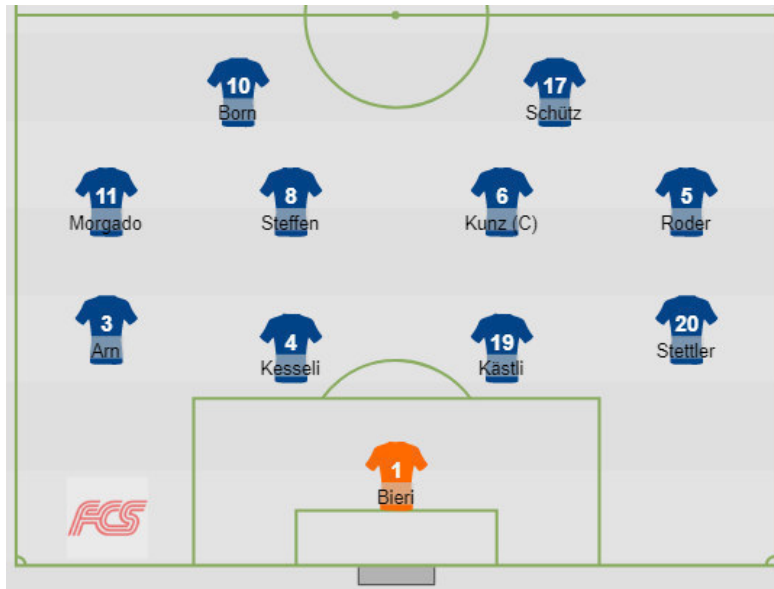 10
Born
17
Schütz
11
Morgado
8
Steffen
6
Kunz (C)
5
Roder
3
Arn
4
Kesseli
19
Kästli
20
Stettler
1
Bieri
FCS